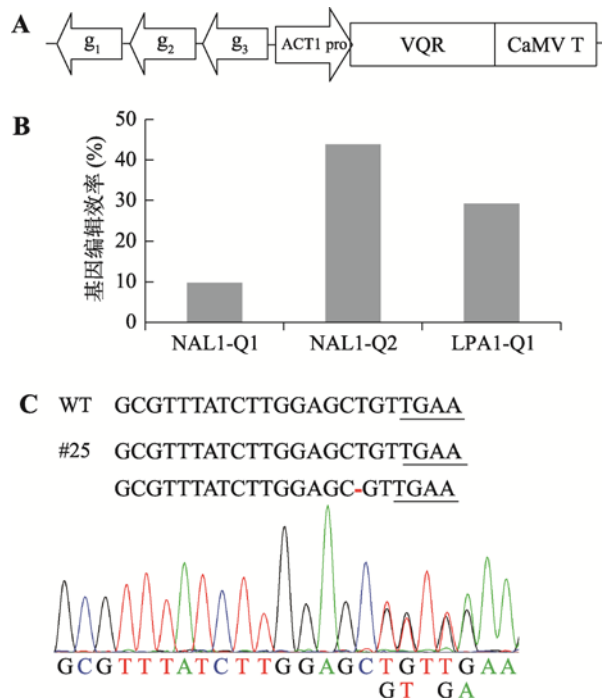 A
g1 g2 g3 ACT1 pro VQR CaMV T
B
基因编辑效率 (%)
50
40
30
20
10
0
NAL1-Q1 NAL1-Q2 LPA1-Q1
C WT GCGTTTATCTTGGAGCTGTTGAA
#25 GCGTTTATCTTGGAGCTGTTGAA
GCGTTTATCTTGGAGC-GTTGAA
GCGTTTATCTTGGAGCTGTTGAA
GT GA